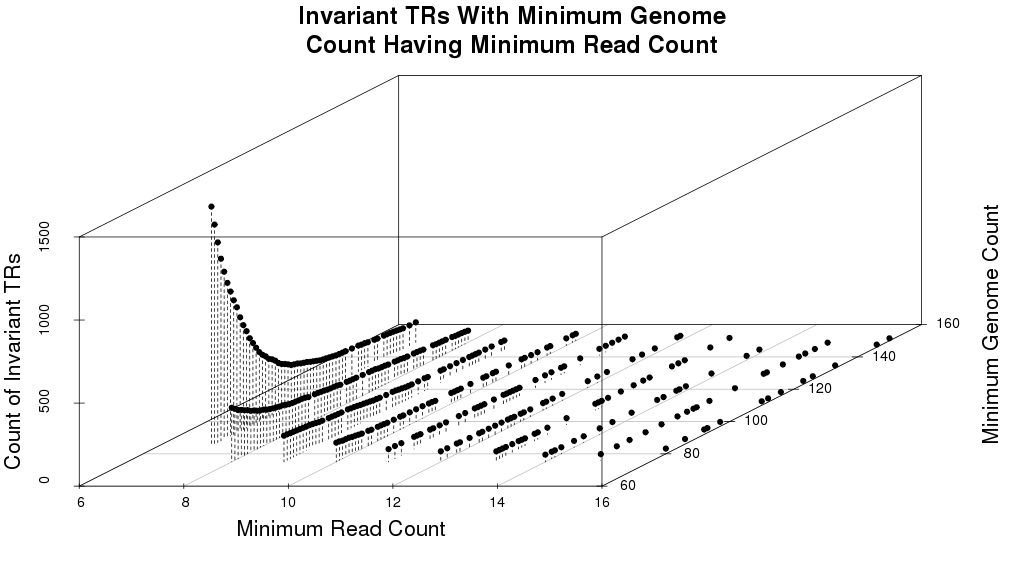 Invariant TRs With Minimum Genome
Count Having Minimum Read Count
1500
1000
500
0
Count of Invariant TRs
6 8 10 12 14 16
Minimum Read Count
60
80
100
120
140
160
Minimum Genome Count